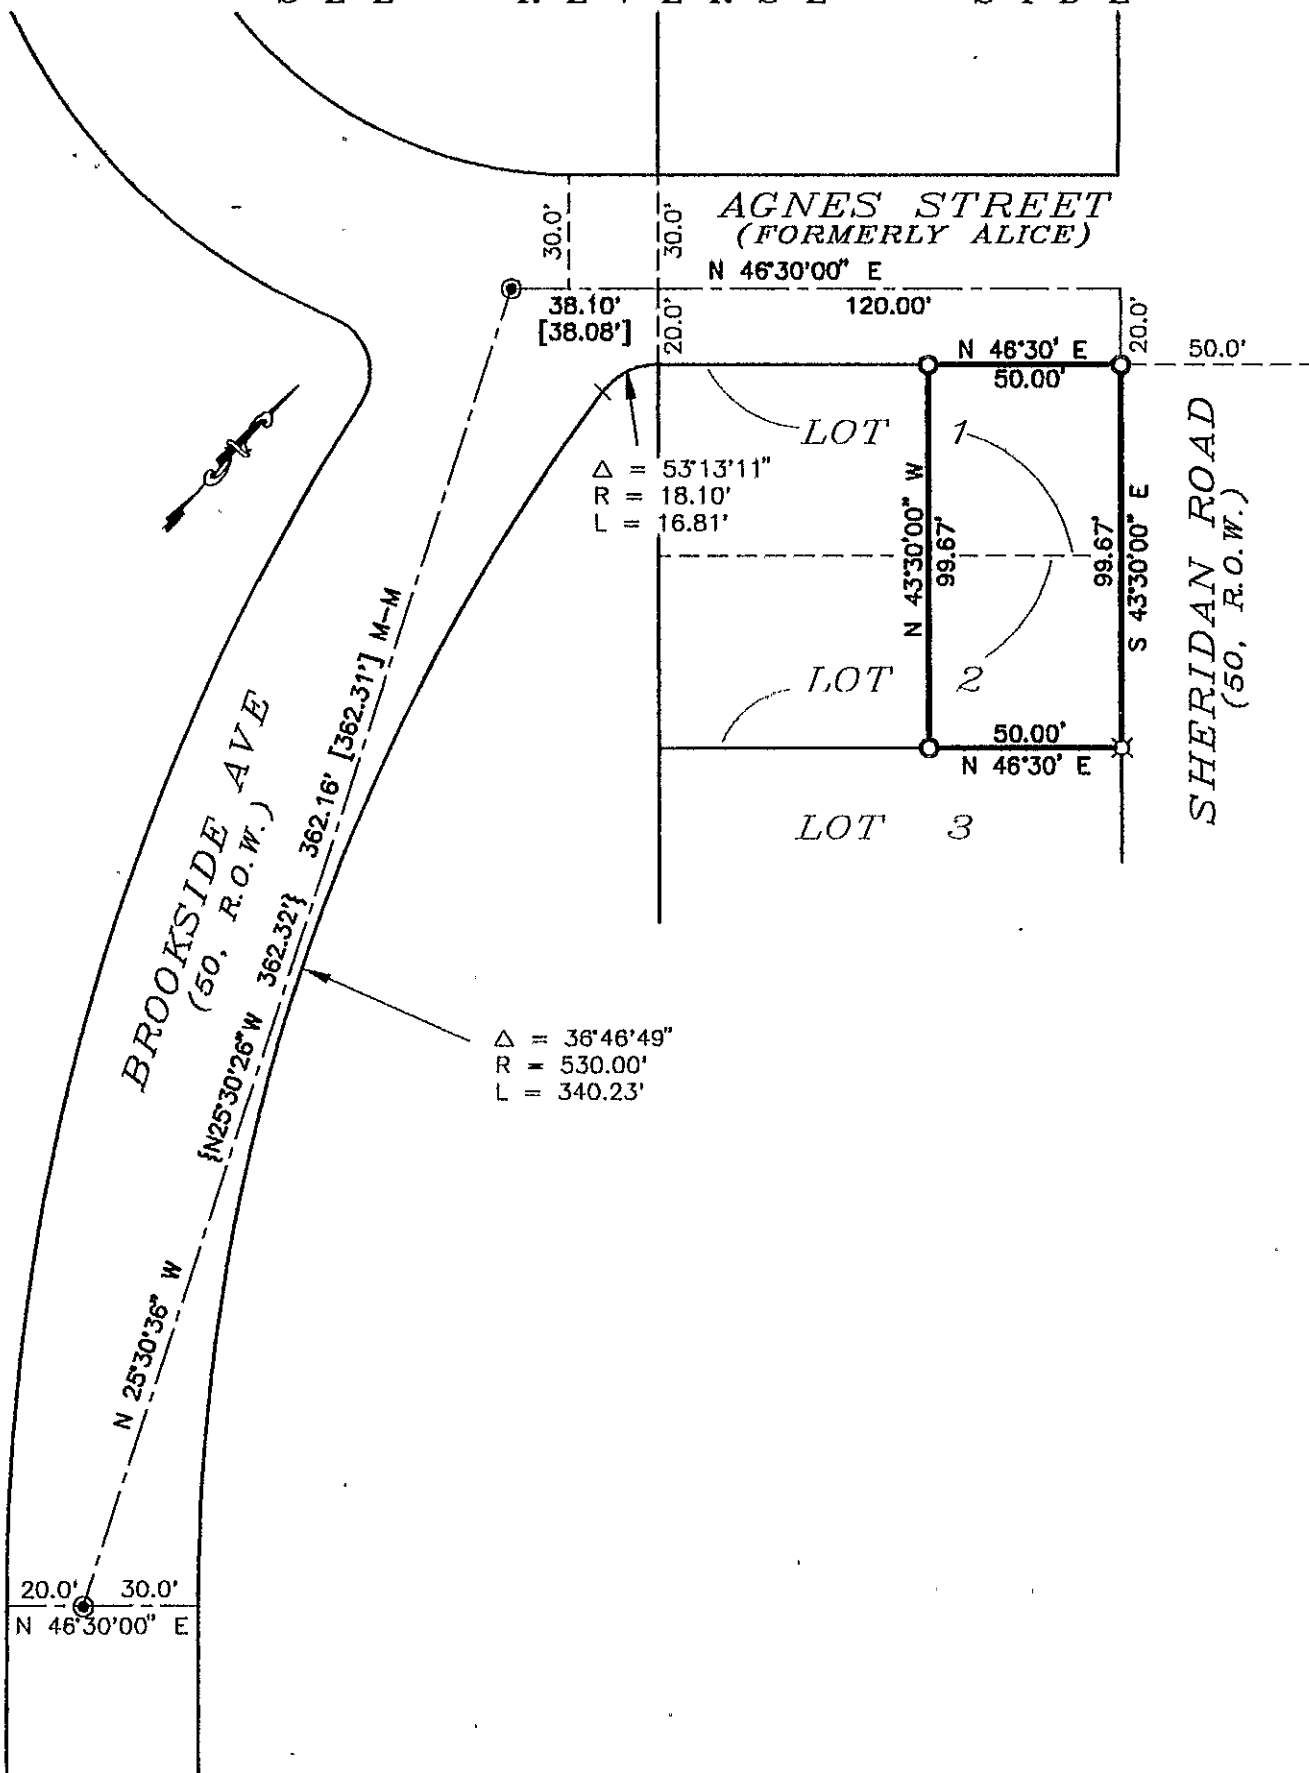 SEE REVERSE SIDE
AGNES STREET
(FORMERLY ALICE)
30.0'
30.0'
N 46°30'00" E
38.10'
[38.08']
120.00'
20.0'
20.0'
N 46°30' E
50.00'
50.0'
LOT 1
Δ = 53°13'11"
R = 18.10'
L = 16.81'
N 43°30'00" W
99.67'
99.67'
S 43°30'00" E
SHERIDAN ROAD
(50, R.O.W.)
LOT 2
50.00'
N 46°30' E
LOT 3
BROOKSIDE AVE
(50, R.O.W.)
362.16' [362.31'] M-M
{N25°30'26"W 362.32'}
N 25°30'36" W
Δ = 36°46'49"
R = 530.00'
L = 340.23'
20.0' 30.0'
N 46°30'00" E